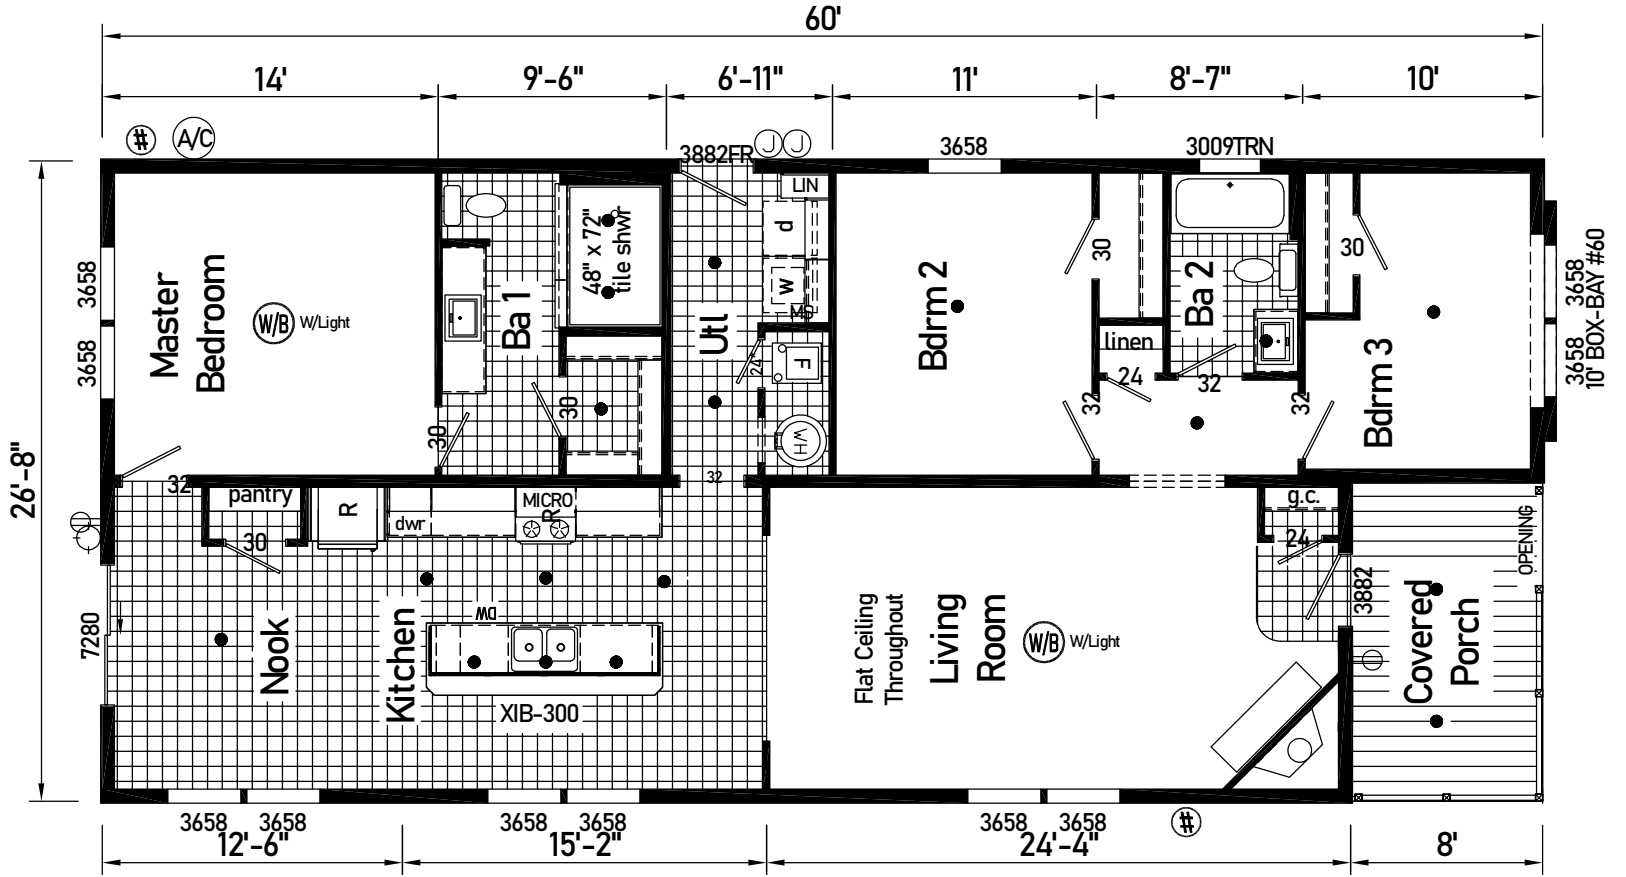 60'
14'
9'-6"
6'-11"
11'
8'-7"
10'
#
A/C
3882FR
J
J
3658
3009TRN
LIN
d
W
48" x 72"
tile shwr
Master
Bedroom
W/B
W/Light
3658
3658
Ba 1
30
30
Utl
24
F
WH
Bdrm 2
30
linen
24
32
Ba 2
32
32
30
Bdrm 3
3658
3658
10' BOX-BAY #60
26'-8"
32
pantry
30
R
dwr
MICRO
R
32
7280
Nook
Kitchen
DW
XIB-300
Flat Ceiling
Throughout
Living
Room
W/B
W/Light
g.c.
24
3882
Covered
Porch
OPENING
3658
3658
3658
3658
3658
3658
#
12'-6"
15'-2"
24'-4"
8'